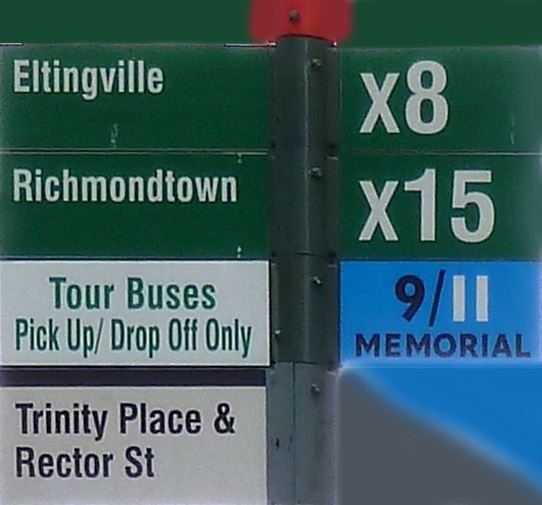 Eltingville
X8
Richmondtown
X15
Tour Buses
Pick Up/ Drop Off Only
9/11
MEMORIAL
Trinity Place &
Rector St